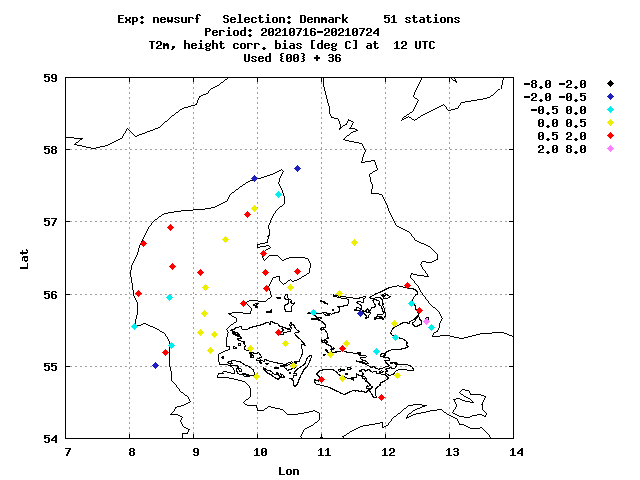 Exp: newsurf Selection: Denmark 51 stations
Period: 20210716-20210724
T2m, height corr. bias [deg C] at 12 UTC
Used {00} + 36
-8.0 -2.0
-2.0 -0.5
-0.5 0.0
0.0 0.5
0.5 2.0
2.0 8.0
59
58
57
56
55
54
Lat
7 8 9 10 11 12 13 14
Lon